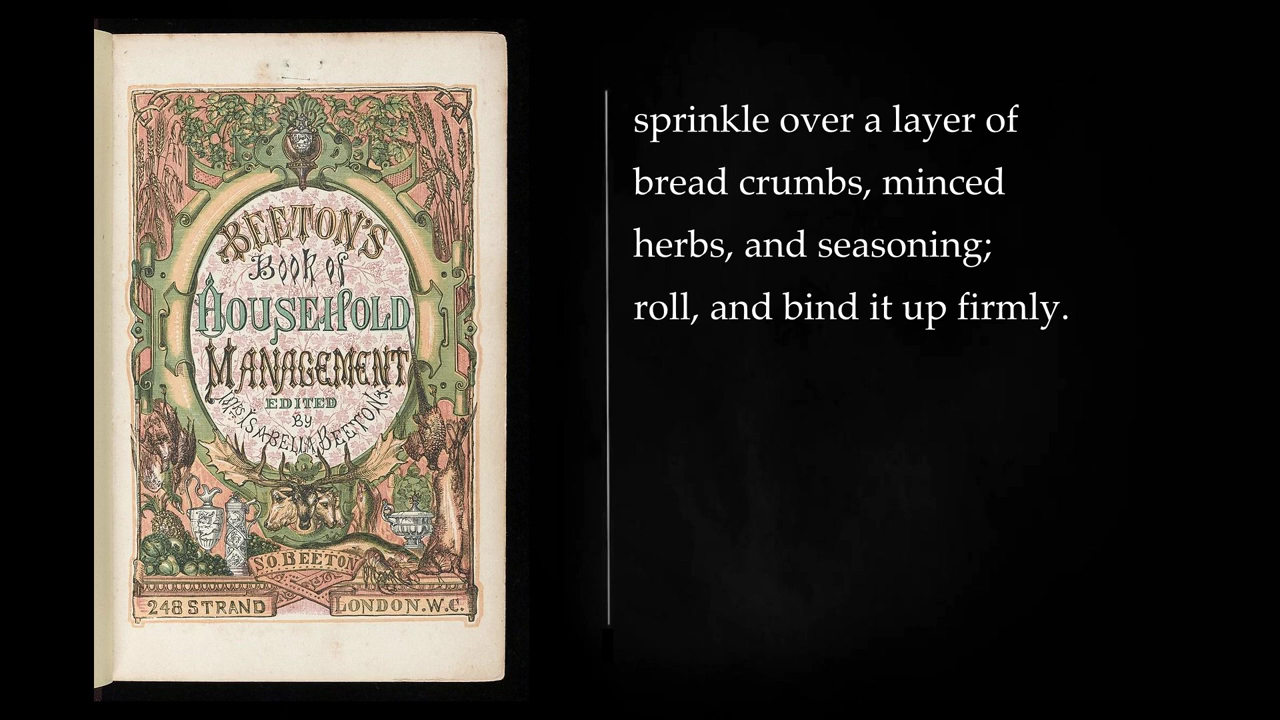 BEETON'S
Book of
HOUSEHOLD
MANAGEMENT
EDITED
BY
MRS ISABELLA BEETON
S.O. BEETON
248 STRAND
LONDON. W.C.
sprinkle over a layer of
bread crumbs, minced
herbs, and seasoning;
roll, and bind it up firmly.